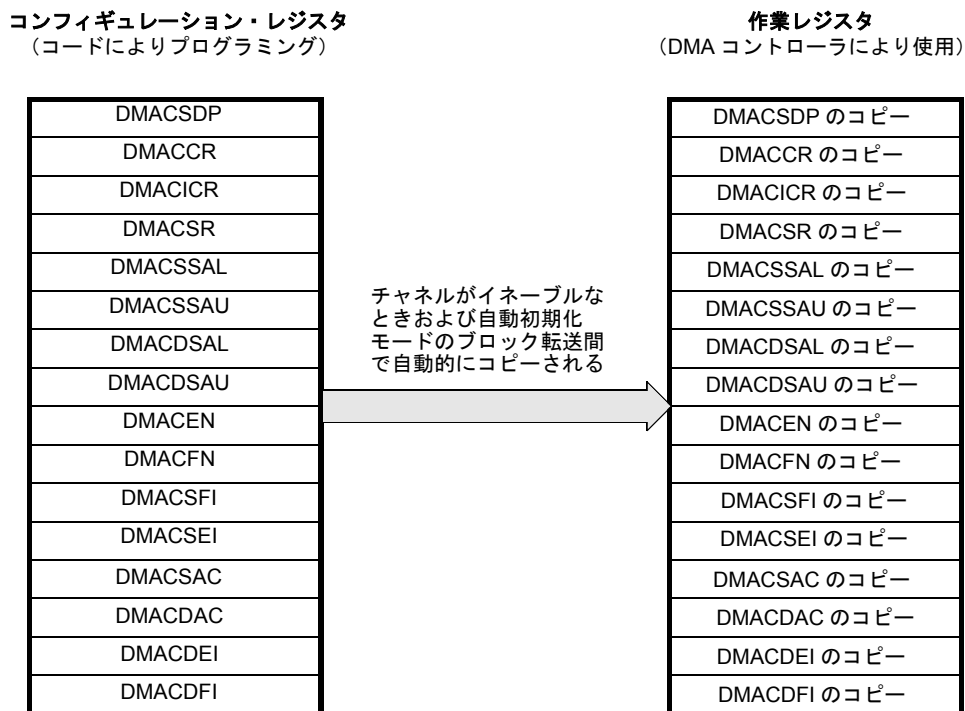 コンフィギュレーション・レジスタ
（コードによりプログラミング）
DMACSDP
DMACCR
DMACICR
DMACSR
DMACSSAL
DMACSSAU
DMACDSAL
DMACDSAU
DMACEN
DMACFN
DMACSFI
DMACSEI
DMACSAC
DMACDAC
DMACDEI
DMACDFI
チャネルがイネーブルな
ときおよび自動初期化
モードのブロック転送間
で自動的にコピーされる
作業レジスタ
（DMA コントローラにより使用）
DMACSDP のコピー
DMACCR のコピー
DMACICR のコピー
DMACSR のコピー
DMACSSAL のコピー
DMACSSAU のコピー
DMACDSAL のコピー
DMACDSAU のコピー
DMACEN のコピー
DMACFN のコピー
DMACSFI のコピー
DMACSEI のコピー
DMACSAC のコピー
DMACDAC のコピー
DMACDEI のコピー
DMACDFI のコピー